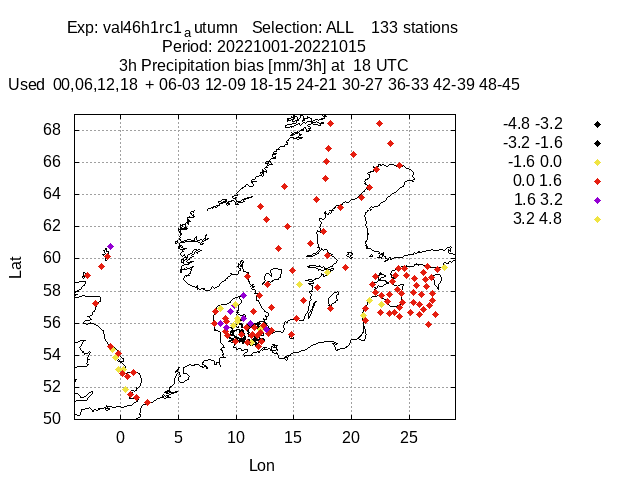 Exp: val46h1rc1autumn Selection: ALL 133 stations
Period: 20221001-20221015
3h Precipitation bias [mm/3h] at 18 UTC
Used 00,06,12,18 + 06-03 12-09 18-15 24-21 30-27 36-33 42-39 48-45
-4.8 -3.2
-3.2 -1.6
-1.6 0.0
0.0 1.6
1.6 3.2
3.2 4.8
68
66
64
62
60
58
56
54
52
50
Lat
0 5 10 15 20 25
Lon